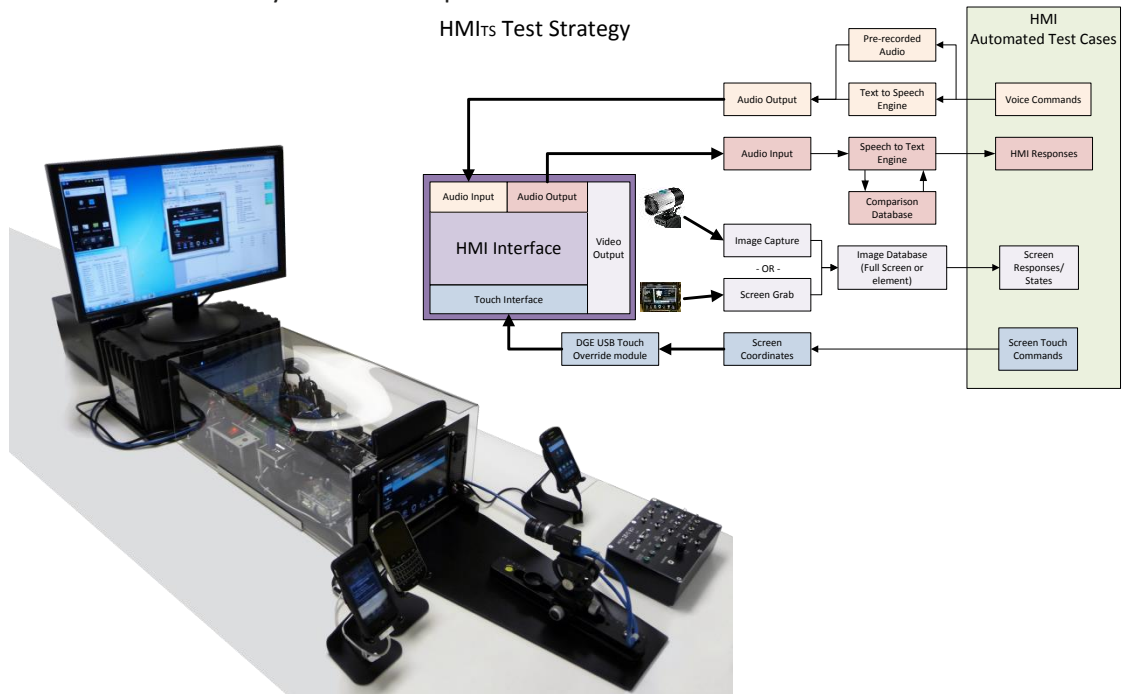 HMITS Test Strategy
HMI
Automated Test Cases
Pre-recorded
Audio
Audio Output
Text to Speech
Engine
Voice Commands
Audio Input
Speech to Text
Engine
HMI Responses
Comparison
Database
Audio Input
Audio Output
HMI Interface
Video
Output
Touch Interface
Image Capture
- OR -
Screen Grab
Image Database
(Full Screen or
element)
Screen
Responses/
States
DGE USB Touch
Override module
Screen
Coordinates
Screen Touch
Commands